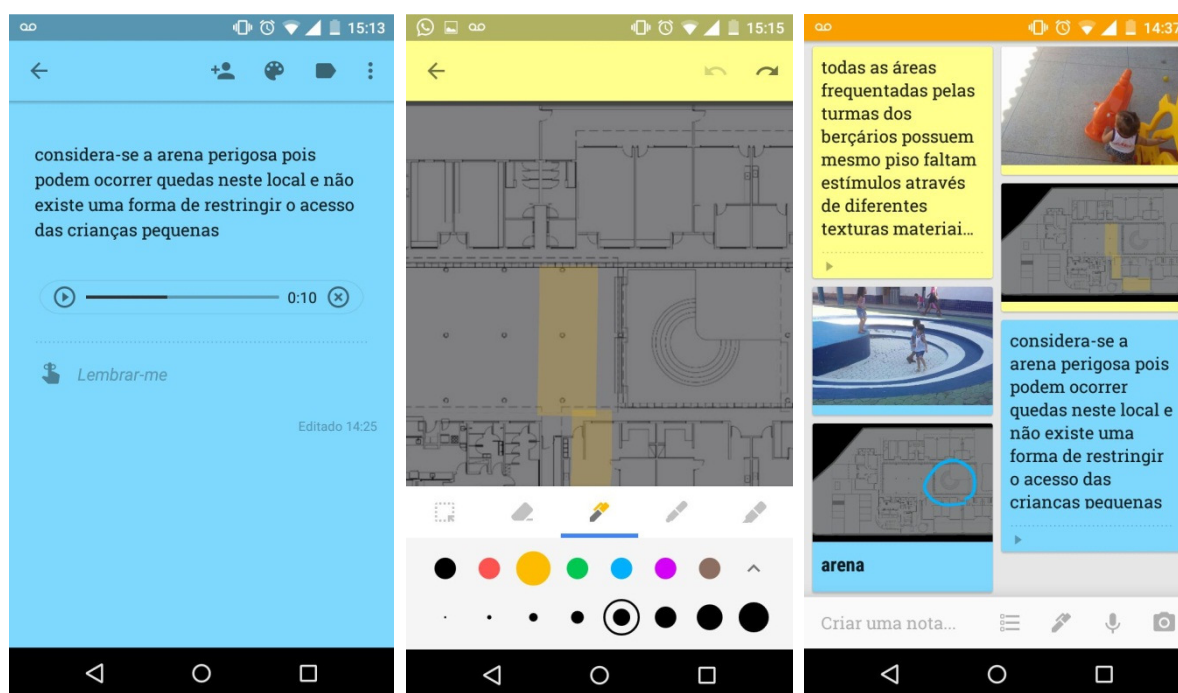 15:13
considera-se a arena perigosa pois
podem ocorrer quedas neste local e não
existe uma forma de restringir o acesso
das crianças pequenas
0:10
Lembrar-me
Editado 14:25
15:15
14:37
todas as áreas
frequentadas pelas
turmas dos
berçários possuem
mesmo piso faltam
estímulos através
de diferentes
texturas materiai...
arena
considera-se a
arena perigosa pois
podem ocorrer
quedas neste local e
não existe uma
forma de restringir
o acesso das
crianças pequenas
Criar uma nota...